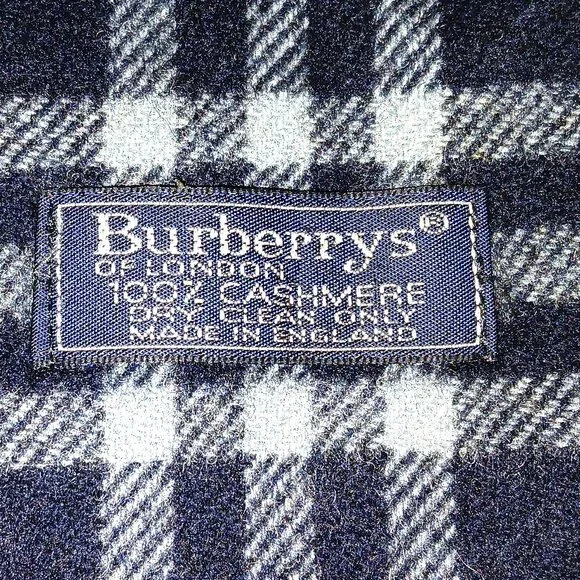 Burberrys®
OF LONDON
100% CASHMERE
DRY CLEAN ONLY
MADE IN ENGLAND